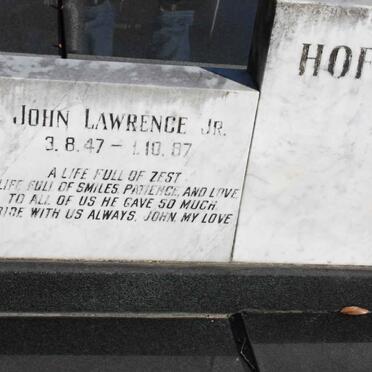 JOHN LAWRENCE JR.
3.8.47 – 1.10.87
A LIFE FULL OF ZEST
LIFE FULL OF SMILES, PATIENCE, AND LOVE
TO ALL OF US HE GAVE SO MUCH
WITH US ALWAYS, JOHN, MY LOVE
HOF